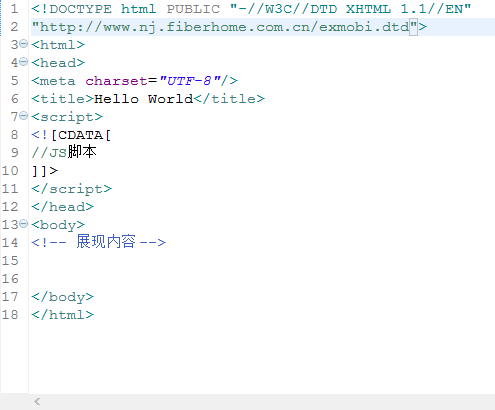 1 <!DOCTYPE html PUBLIC "-//W3C//DTD XHTML 1.1//EN"
2 "http://www.nj.fiberhome.com.cn/exmobi.dtd">
3 <html>
4 <head>
5 <meta charset="UTF-8"/>
6 <title>Hello World</title>
7 <script>
8 <![CDATA[
9 //JS脚本
10 ]]>
11 </script>
12 </head>
13 <body>
14 <!-- 展现内容 -->
15
16
17 </body>
18 </html>